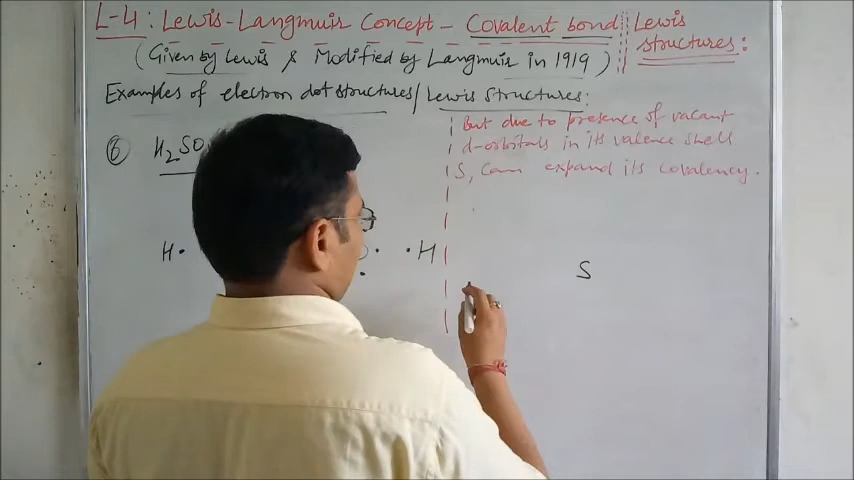 L-4: Lewis-Langmuir Concept - Covalent bond
Lewis
structures:
(Given by Lewis & Modified by Langmuir in 1919)
Examples of electron dot structures/Lewis Structures:
But due to presence of vacant
d-orbitals in its valence shell
S, can expand its covalency.
⑥ H₂SO
H• • •H
S